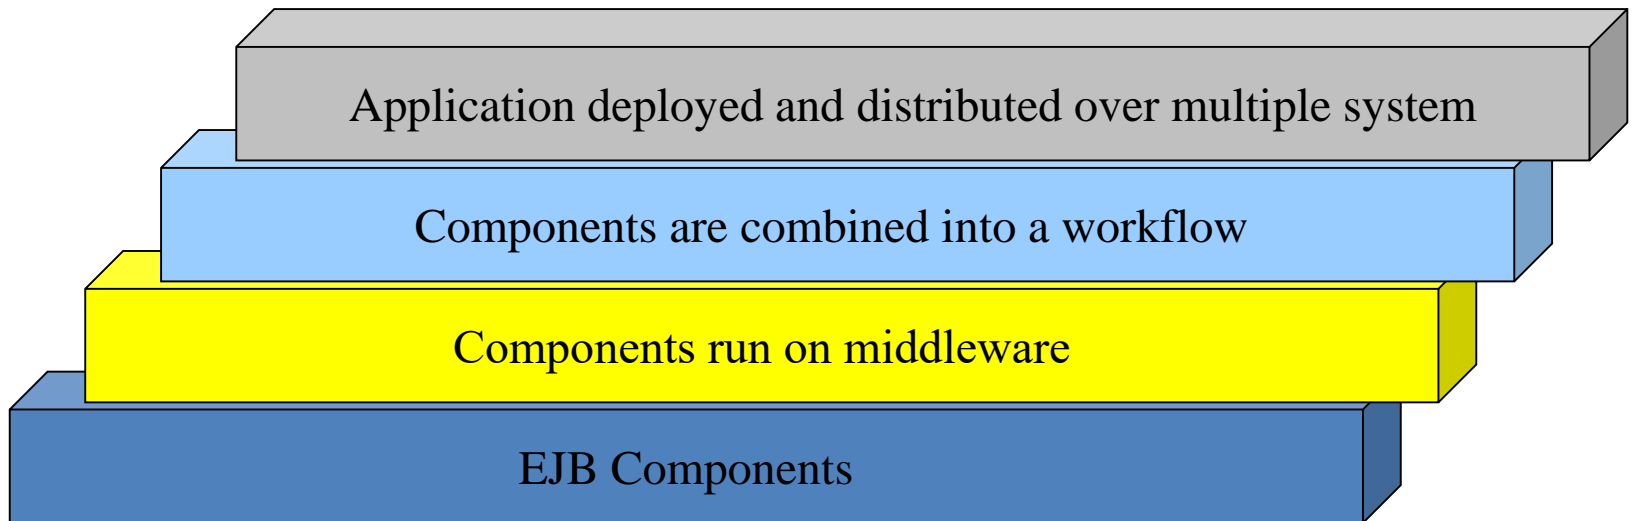 Application deployed and distributed over multiple system
Components are combined into a workflow
Components run on middleware
EJB Components